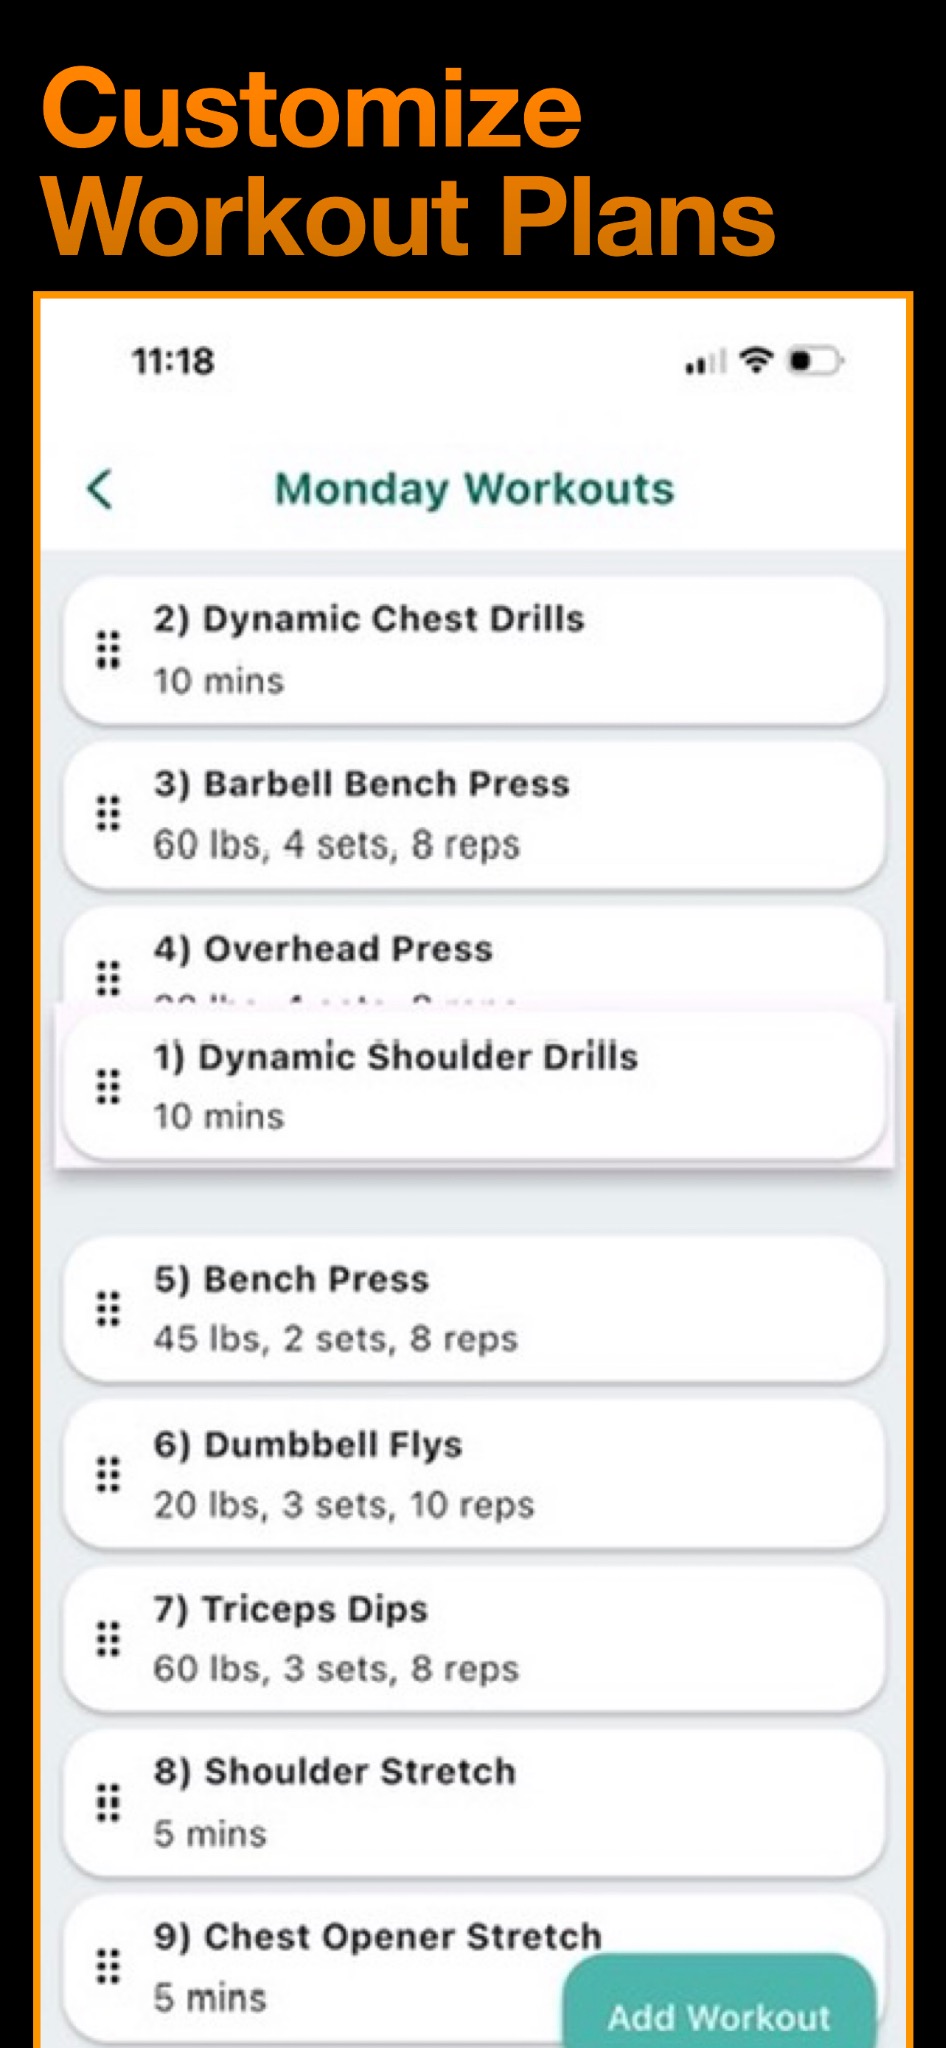 Customize
Workout Plans
11:18
Monday Workouts
2) Dynamic Chest Drills
10 mins
3) Barbell Bench Press
60 lbs, 4 sets, 8 reps
4) Overhead Press
1) Dynamic Shoulder Drills
10 mins
5) Bench Press
45 lbs, 2 sets, 8 reps
6) Dumbbell Flys
20 lbs, 3 sets, 10 reps
7) Triceps Dips
60 lbs, 3 sets, 8 reps
8) Shoulder Stretch
5 mins
9) Chest Opener Stretch
5 mins
Add Workout